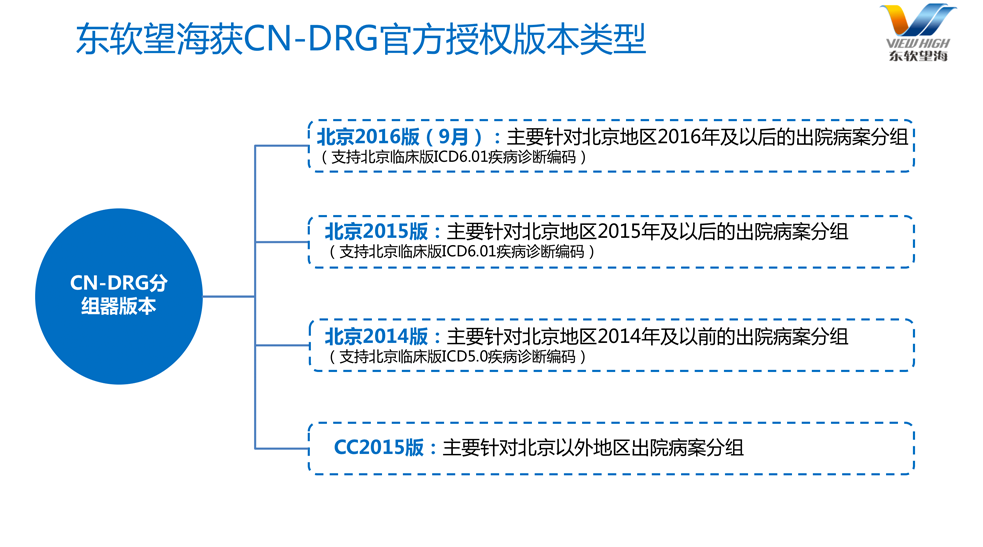 东软望海获CN-DRG官方授权版本类型
VIEW HIGH
东软望海
北京2016版（9月）：主要针对北京地区2016年及以后的出院病案分组
（支持北京临床版ICD6.01疾病诊断编码）
北京2015版：主要针对北京地区2015年及以后的出院病案分组
（支持北京临床版ICD6.01疾病诊断编码）
CN-DRG分
组器版本
北京2014版：主要针对北京地区2014年及以前的出院病案分组
（支持北京临床版ICD5.0疾病诊断编码）
CC2015版：主要针对北京以外地区出院病案分组